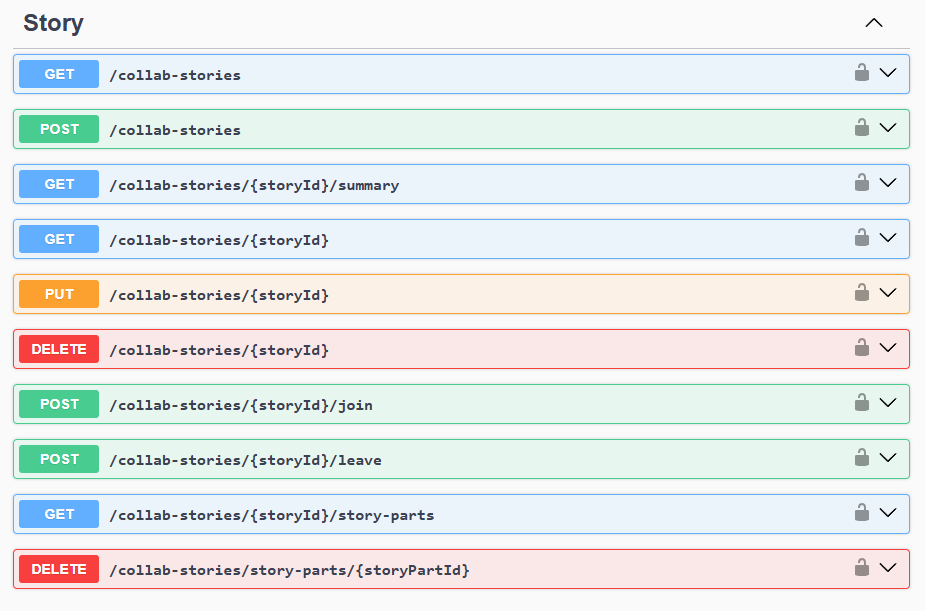 Story
GET /collab-stories
POST /collab-stories
GET /collab-stories/{storyId}/summary
GET /collab-stories/{storyId}
PUT /collab-stories/{storyId}
DELETE /collab-stories/{storyId}
POST /collab-stories/{storyId}/join
POST /collab-stories/{storyId}/leave
GET /collab-stories/{storyId}/story-parts
DELETE /collab-stories/story-parts/{storyPartId}